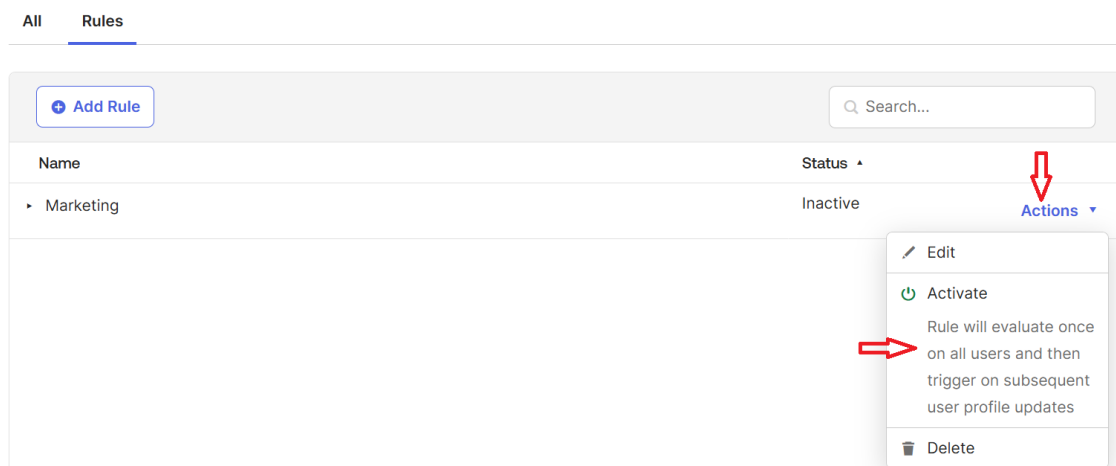 All Rules
Add Rule Search...
Name Status
Marketing Inactive
Actions
Edit
Activate
Rule will evaluate once
on all users and then
trigger on subsequent
user profile updates
Delete